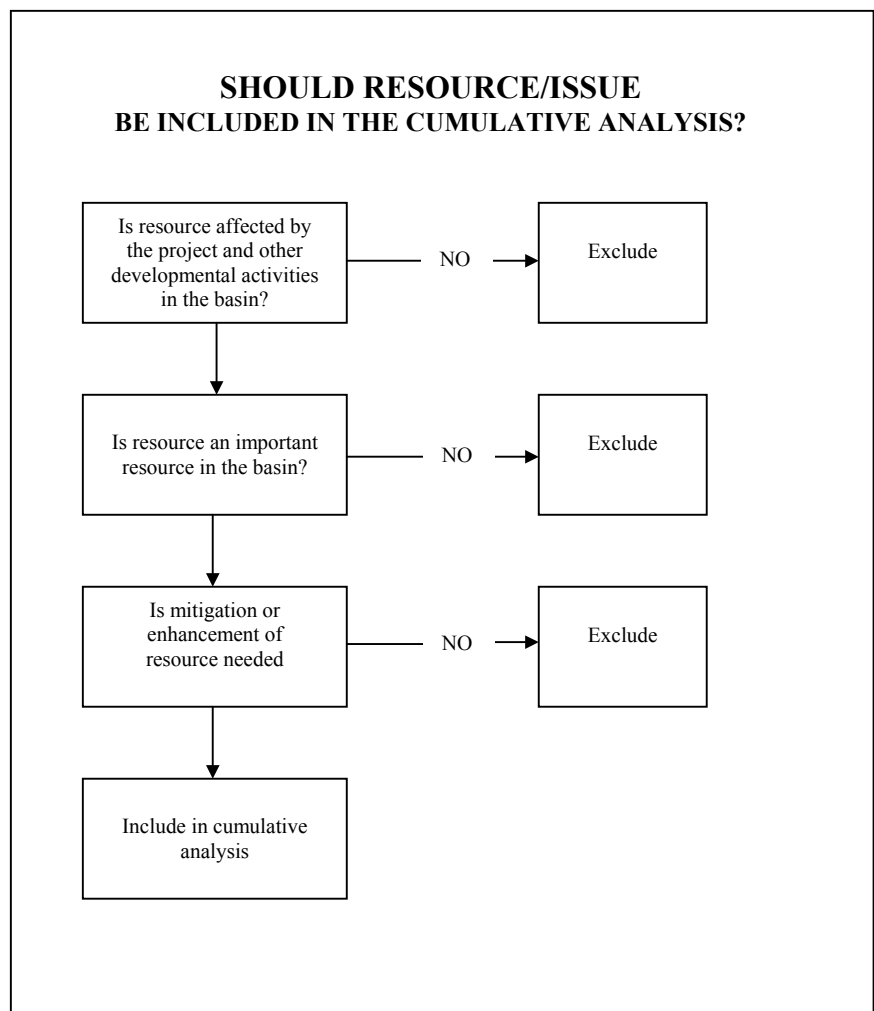 SHOULD RESOURCE/ISSUE
BE INCLUDED IN THE CUMULATIVE ANALYSIS?
Is resource affected by
the project and other
developmental activities
in the basin?
NO
Exclude
Is resource an important
resource in the basin?
NO
Exclude
Is mitigation or
enhancement of
resource needed
NO
Exclude
Include in cumulative
analysis